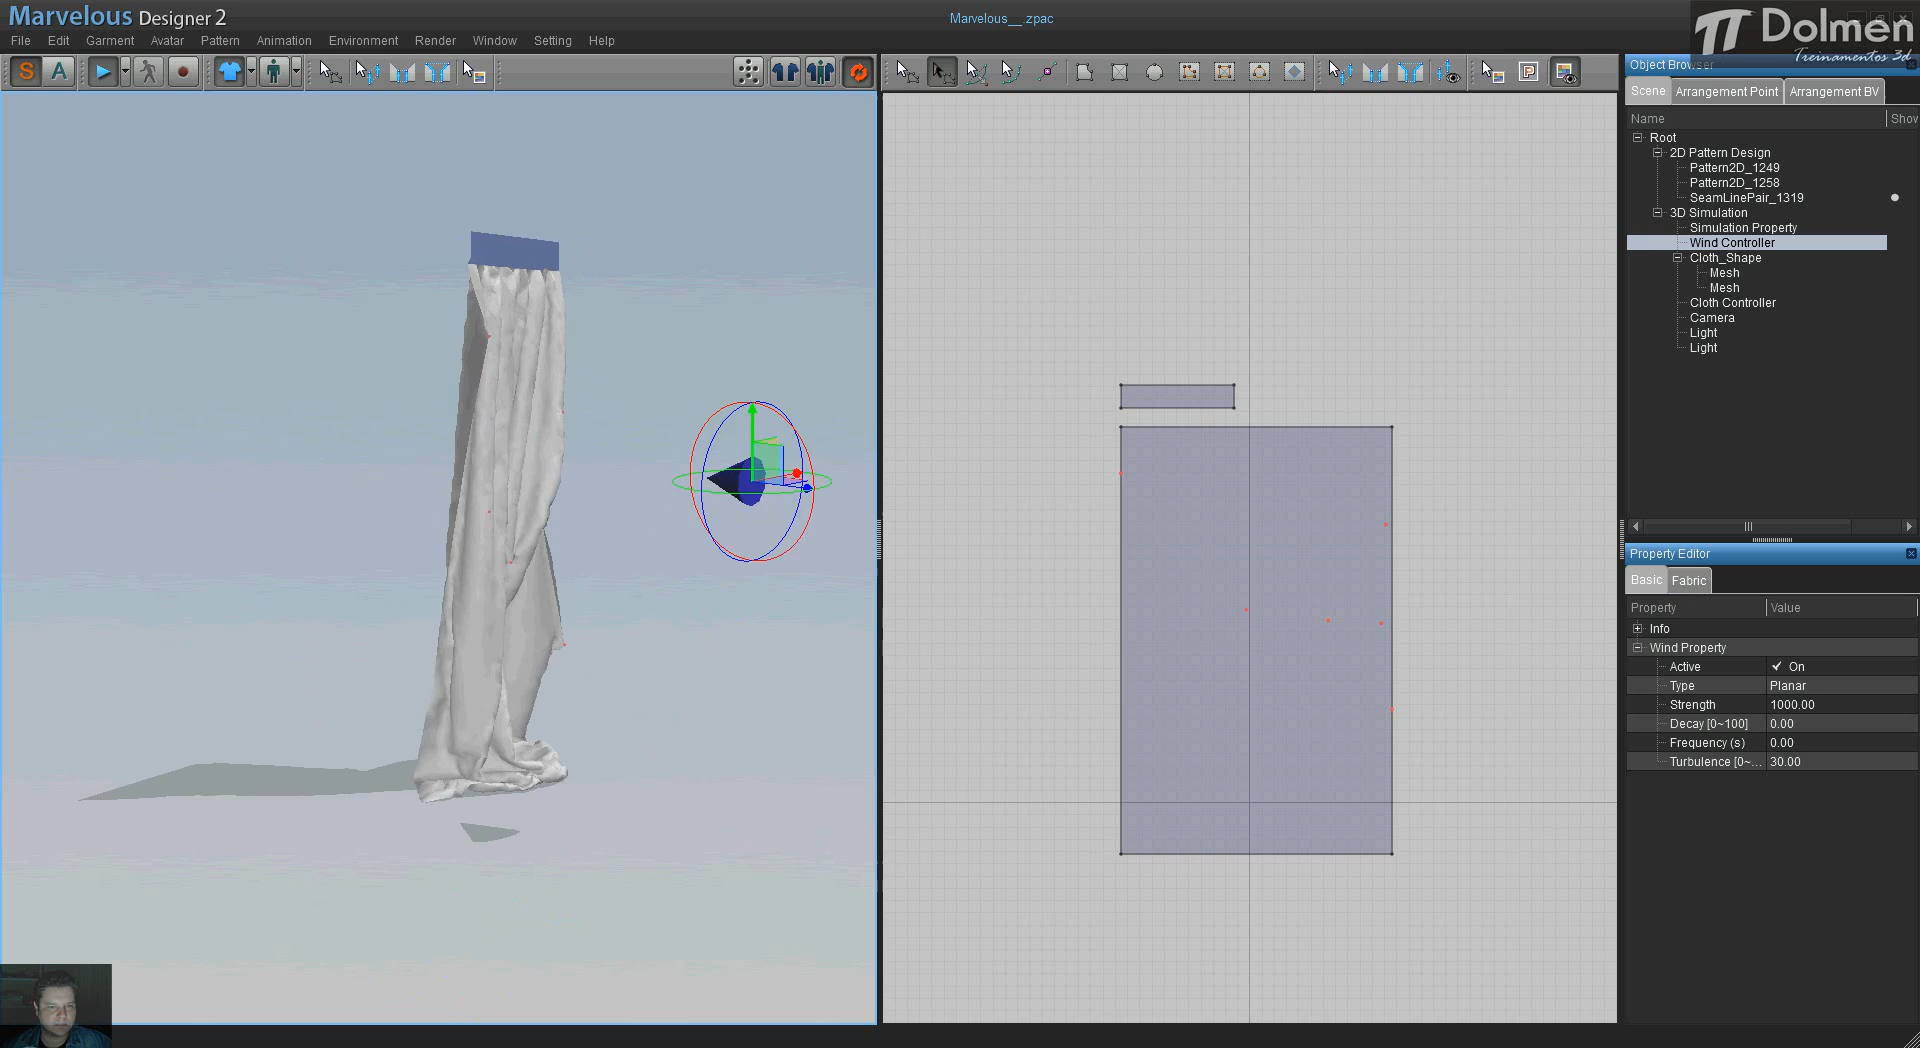 Marvelous Designer 2
Marvelous__.zpac
Dolmen
Treinamentos 3d
File Edit Garment Avatar Pattern Animation Environment Render Window Setting Help
S A
P
Object Browser
Scene Arrangement Point Arrangement BV
Name Show
Root
2D Pattern Design
Pattern2D_1249
Pattern2D_1258
SeamLinePair_1319
3D Simulation
Simulation Property
Wind Controller
Cloth_Shape
Mesh
Mesh
Cloth Controller
Camera
Light
Light
Property Editor
Basic Fabric
Property Value
Info
Wind Property
Active On
Type Planar
Strength 1000.00
Decay [0~100] 0.00
Frequency (s) 0.00
Turbulence [0~... 30.00